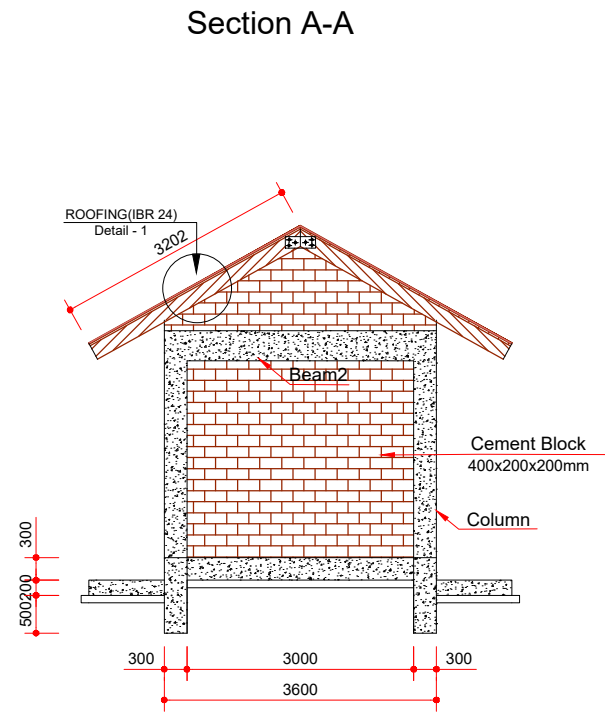 Section A-A
ROOFING(IBR 24)
Detail - 1
3202
Beam2
Cement Block
400x200x200mm
Column
300
200
500
300
3000
300
3600